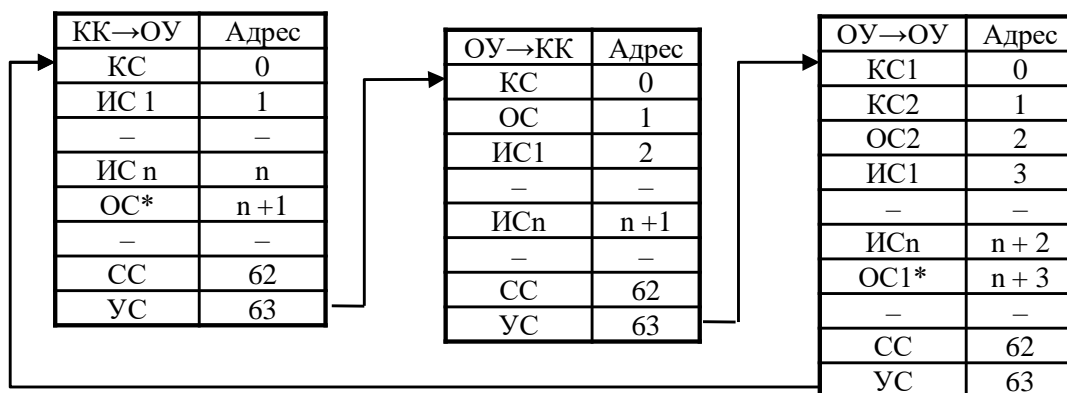 КК→ОУ Адрес
КС 0
ИС 1 1
– –
ИС n n
ОС* n +1
– –
СС 62
УС 63
ОУ→КК Адрес
КС 0
ОС 1
ИС1 2
– –
ИСn n +1
– –
СС 62
УС 63
ОУ→ОУ Адрес
КС1 0
КС2 1
ОС2 2
ИС1 3
– –
ИСn n + 2
ОС1* n + 3
– –
СС 62
УС 63